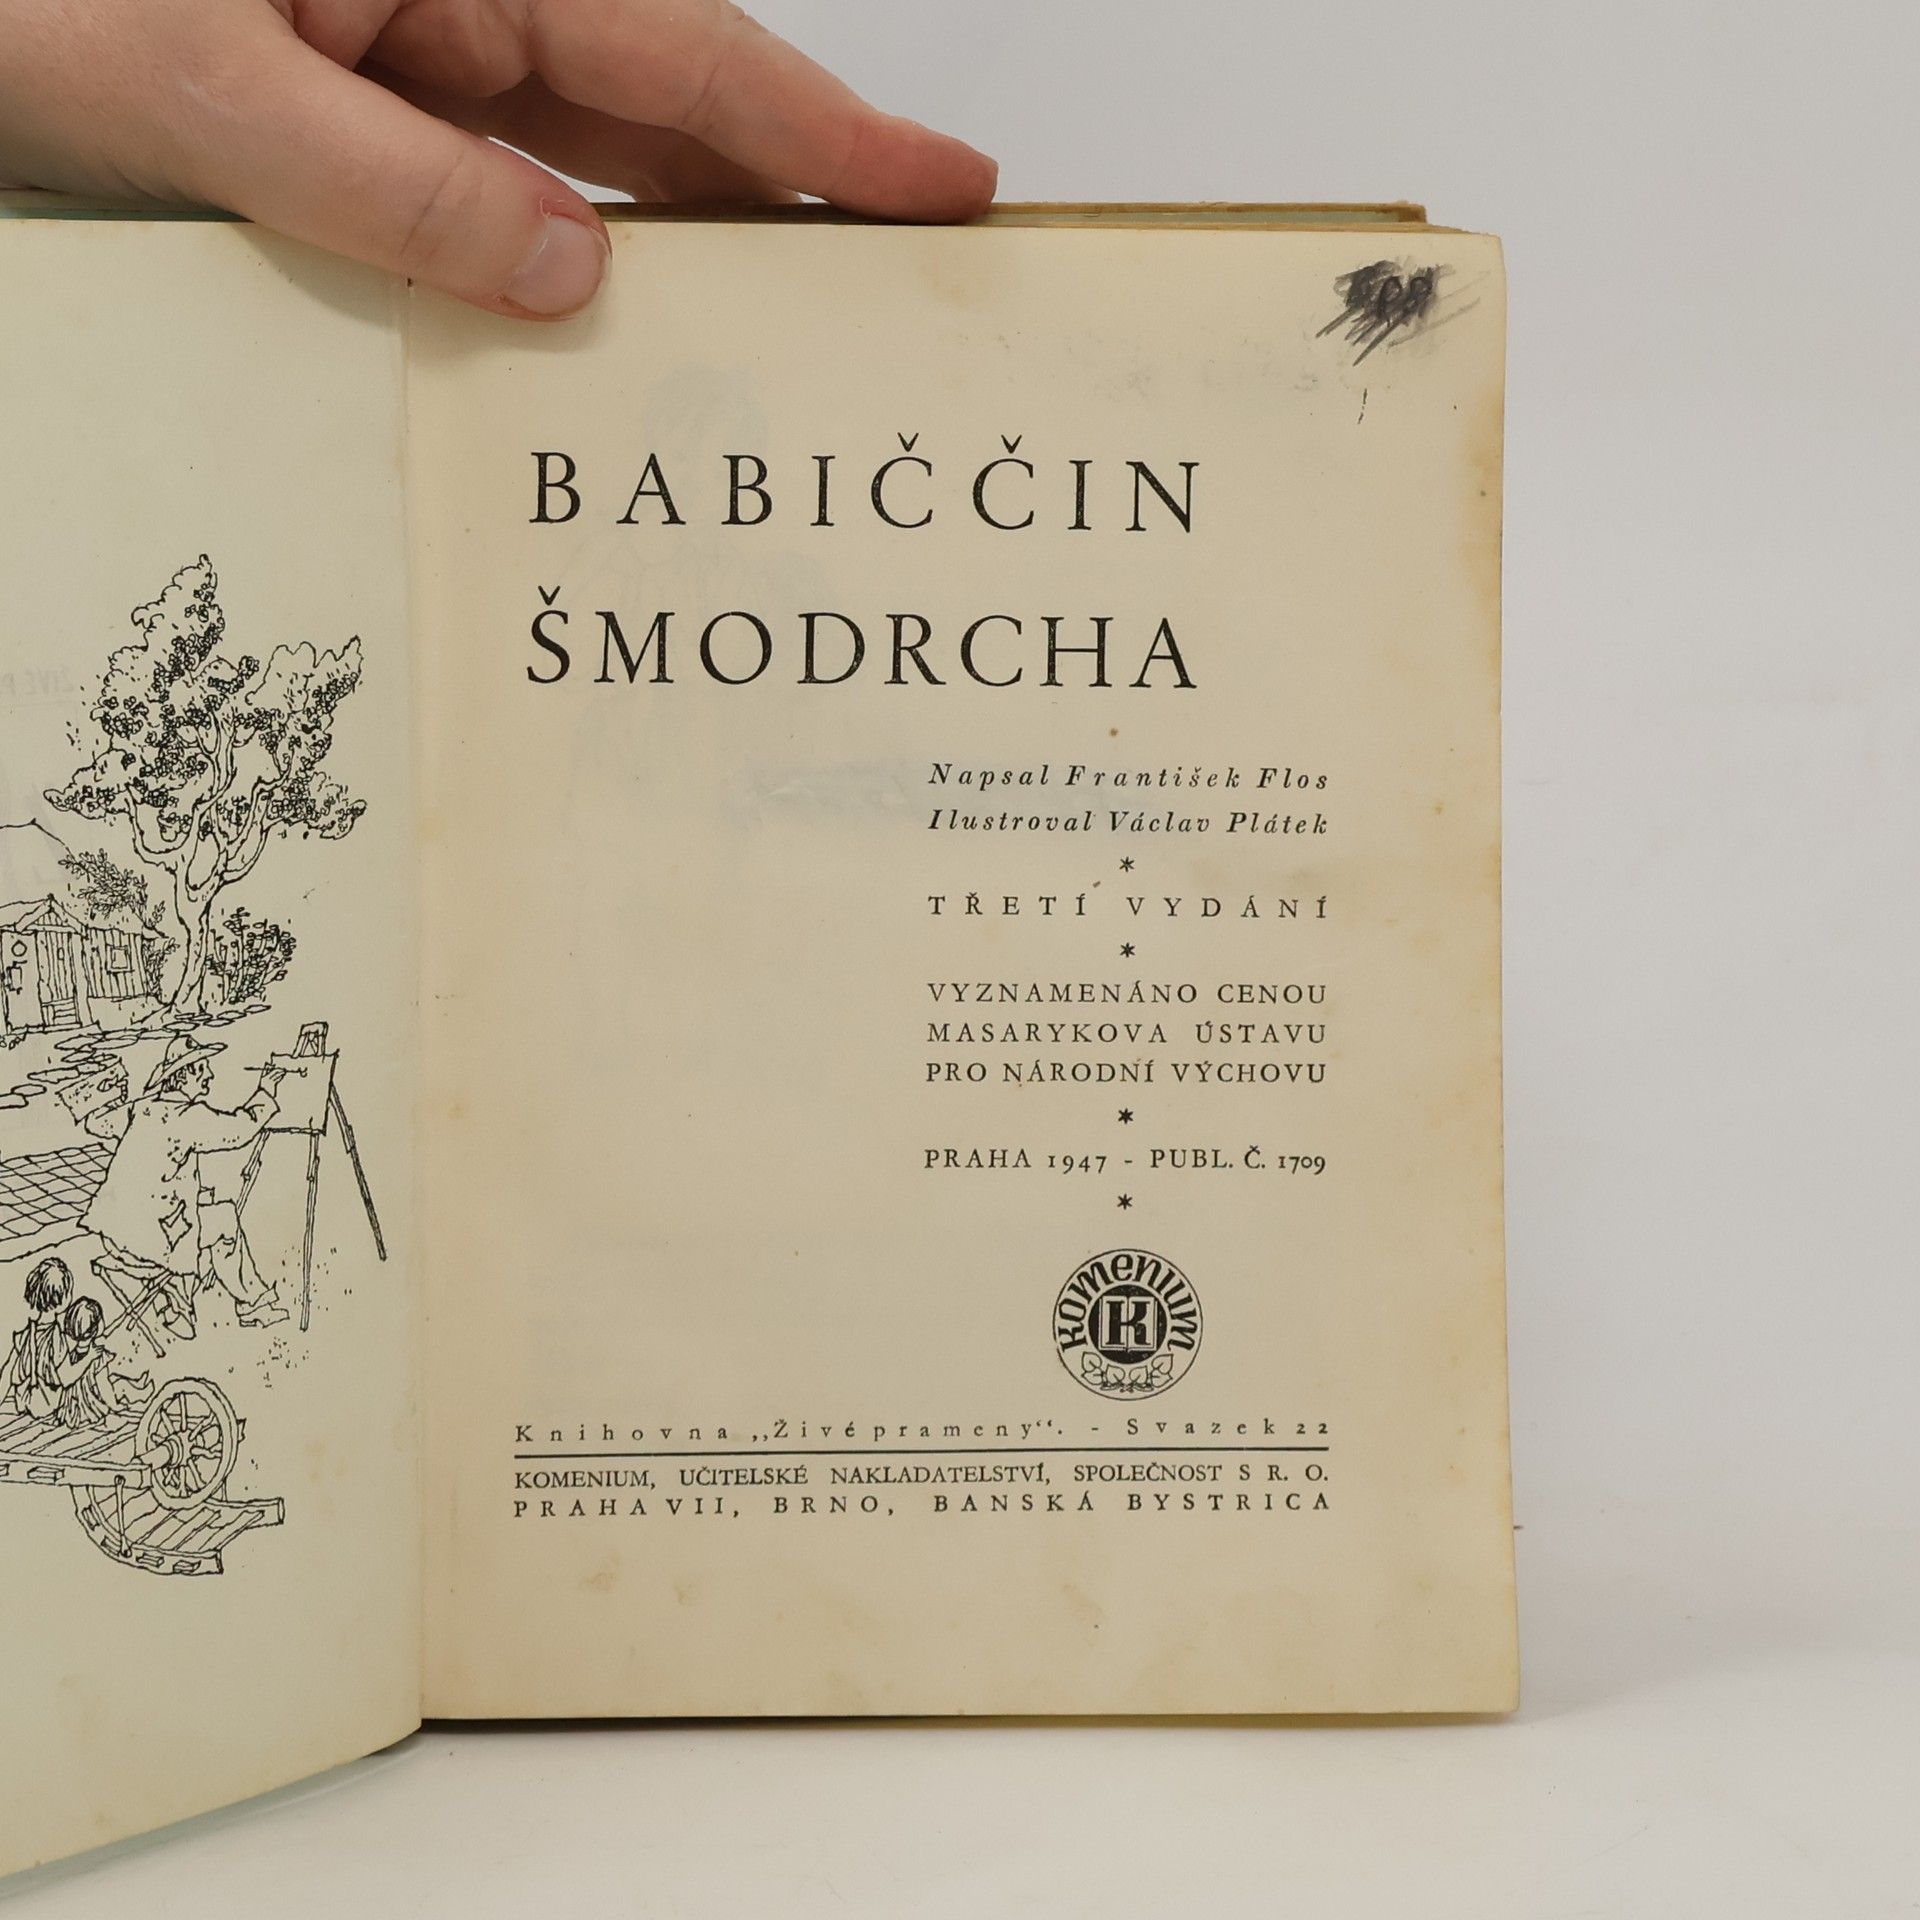 BABIČČIN
ŠMODRCHA
Napsal František Flos
Ilustroval Václav Plátek
*
TŘETÍ VYDÁNÍ
*
VYZNAMENÁNO CENOU
MASARYKOVA ÚSTAVU
PRO NÁRODNÍ VÝCHOVU
*
PRAHA 1947 - PUBL. Č. 1709
*
KOMENIUM
K
Knihovna „Živé prameny“. - Svazek 22
KOMENIUM, UČITELSKÉ NAKLADATELSTVÍ, SPOLEČNOST S R. O.
PRAHA VII, BRNO, BANSKÁ BYSTRICA